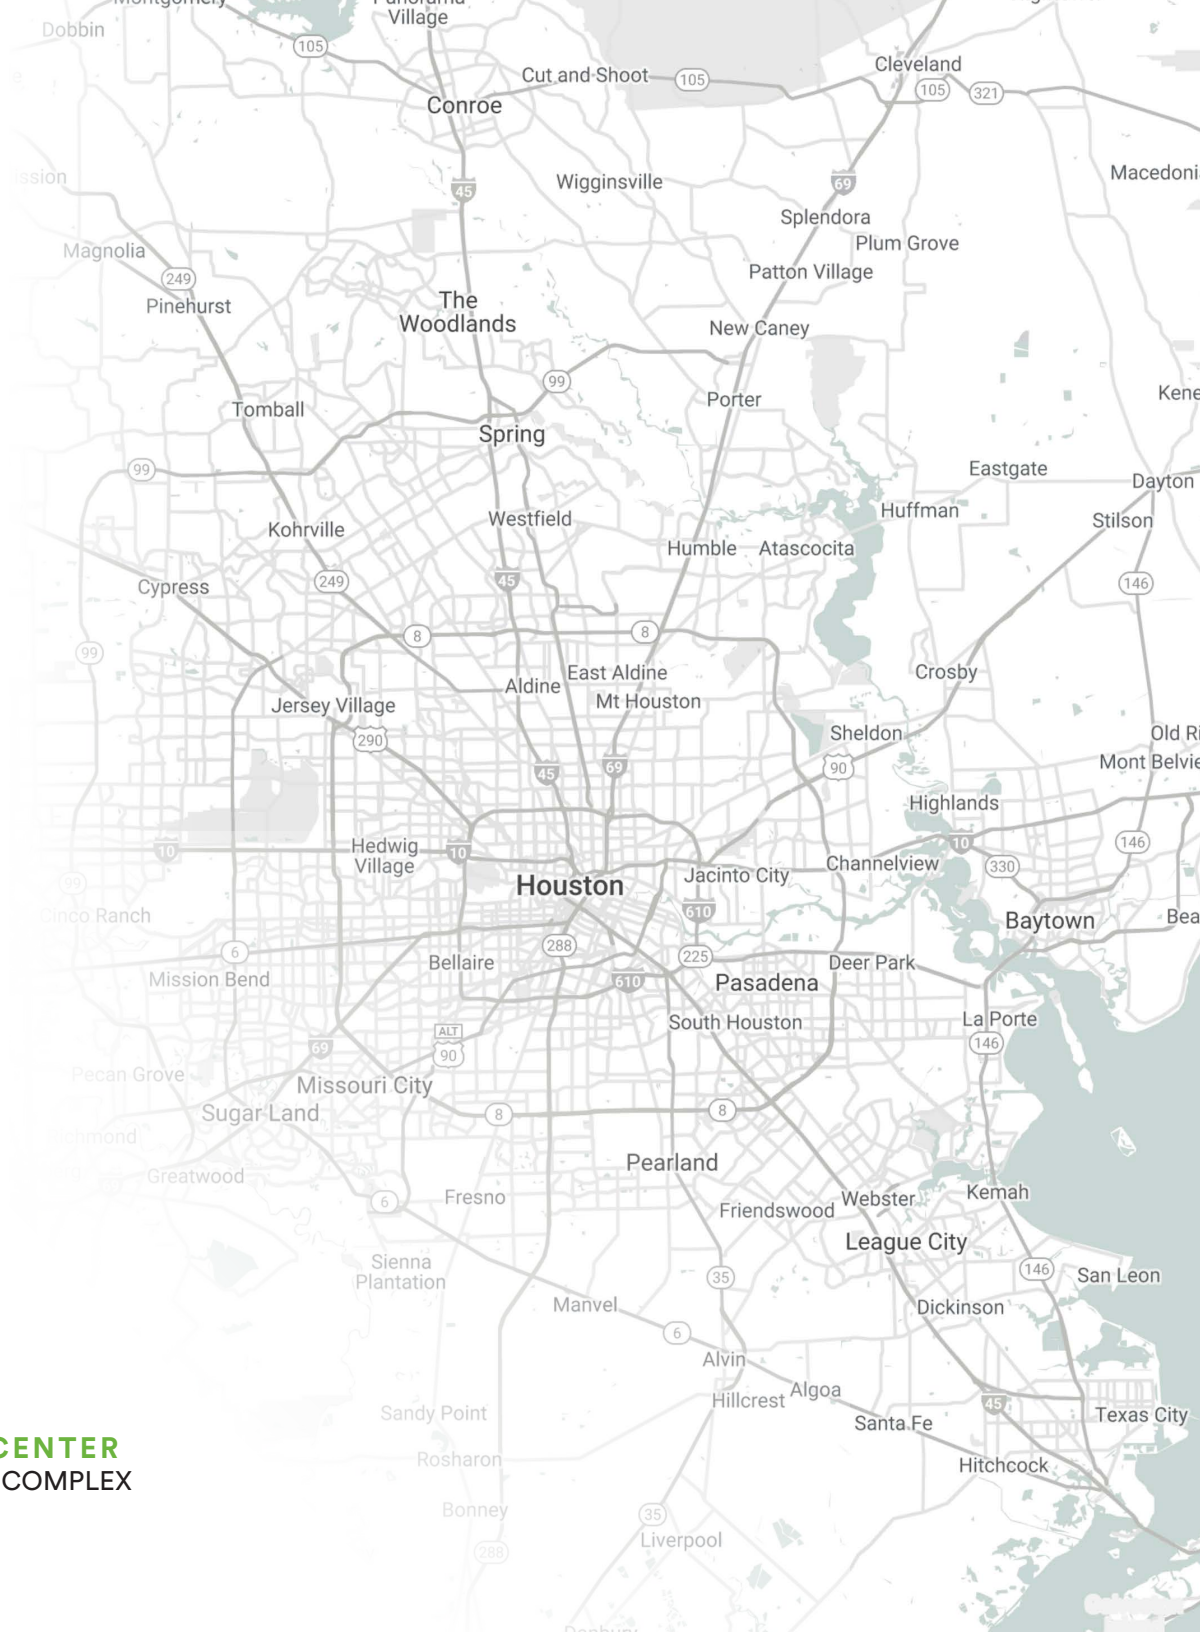 Montgomery
Panorama
Village
Dobbin
105
Cut and Shoot
105
Cleveland
105
321
Conroe
Macedoni
ission
45
Wigginsville
69
Splendora
Plum Grove
Magnolia
249
Patton Village
Pinehurst
The
Woodlands
New Caney
99
Porter
Kene
Tomball
Spring
99
Eastgate
Dayton
Huffman
Stilson
Kohrville
Westfield
Humble
Atascocita
Cypress
249
45
146
8
8
99
East Aldine
Crosby
Aldine
Mt Houston
Jersey Village
290
Sheldon
Old Ri
Mont Belvie
45
69
90
Highlands
Hedwig
Village
10
10
10
146
Channelview
330
Jacinto City
Houston
99
610
Cinco Ranch
Baytown
Bea
6
288
225
Mission Bend
Bellaire
Deer Park
610
Pasadena
South Houston
La Porte
ALT
90
146
69
Pecan Grove
Missouri City
Sugar Land
8
8
Richmond
Pearland
Greatwood
6
Fresno
Webster
Kemah
Friendswood
League City
Sienna
Plantation
35
146
San Leon
Manvel
Dickinson
6
Alvin
Algoa
Hillcrest
45
Sandy Point
Santa Fe
Texas City
CENTER
COMPLEX
Rosharon
Hitchcock
Bonney
35
288
Liverpool
Danbury